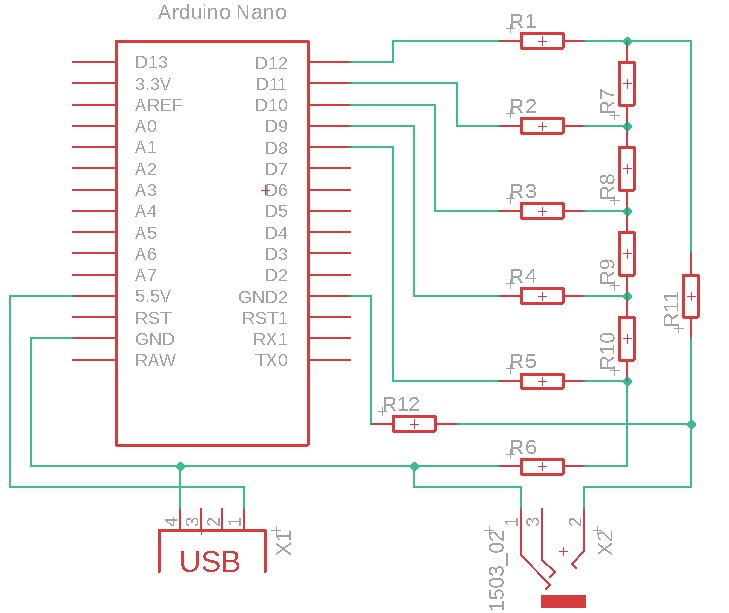 Arduino Nano
D13 D12
3.3V D11
AREF D10
A0 D9
A1 D8
A2 D7
A3 D6
A4 D5
A5 D4
A6 D3
A7 D2
5.5V GND2
RST RST1
GND RX1
RAW TX0
R1
R7
R2
R8
R3
R9
R4
R11
R10
R5
R12
R6
4 3 2 1
X1
USB
1 3 2
X2
1503_02